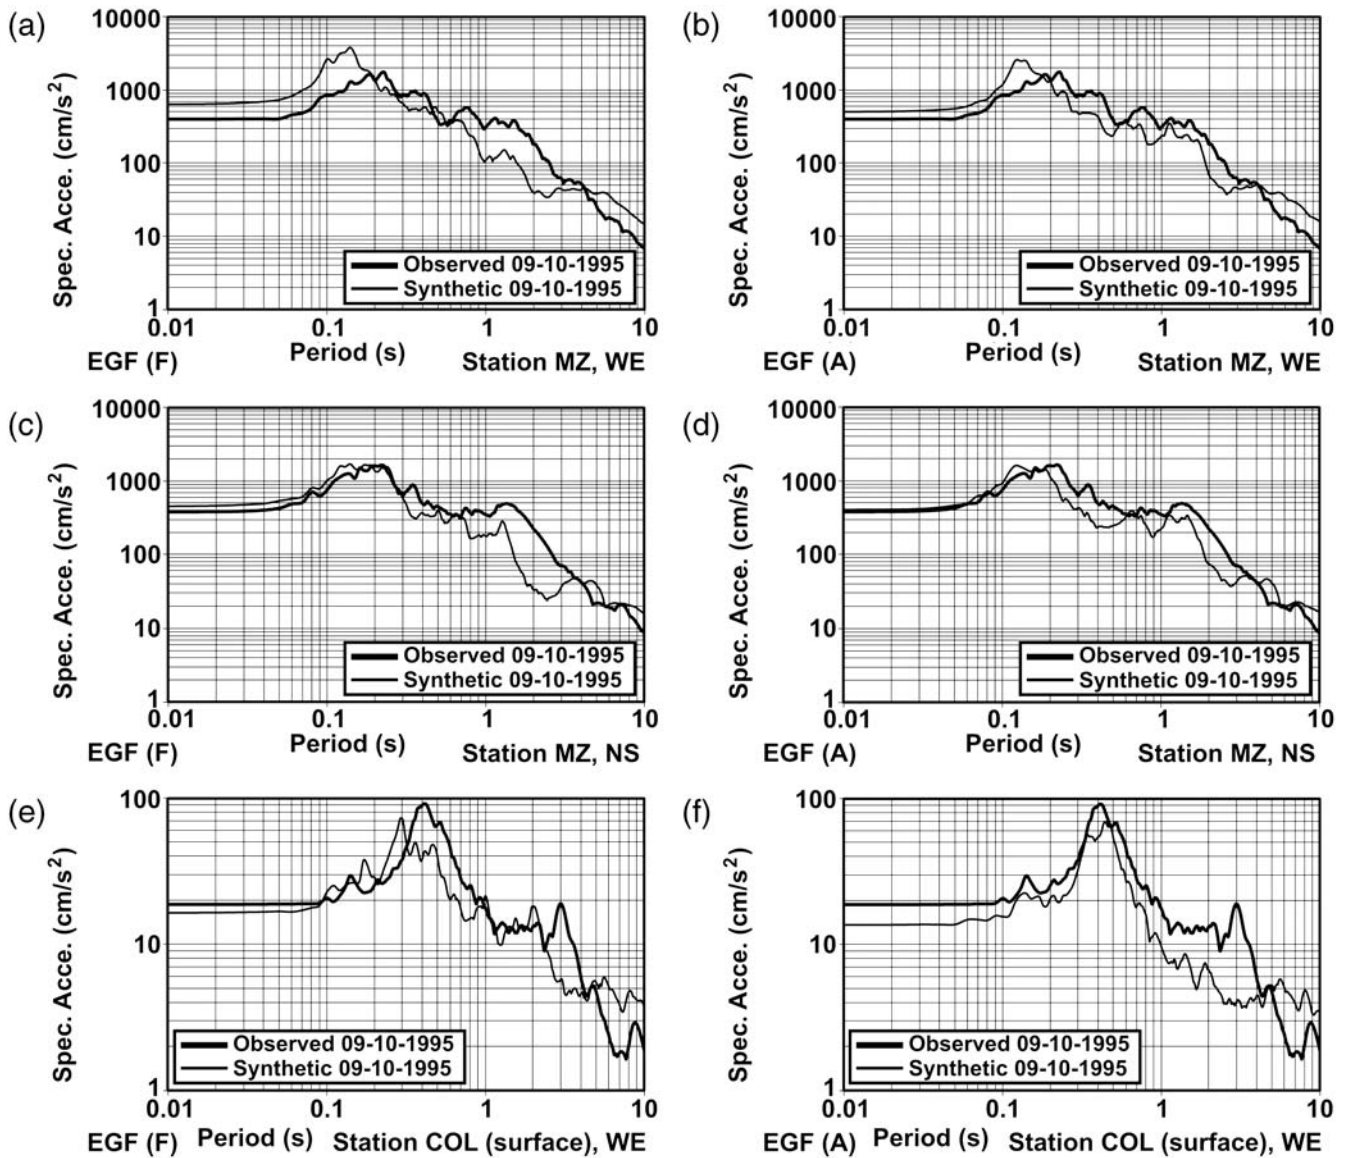 (a)
10000
1000
100
10
1
Spec. Acce. (cm/s²)
Observed 09-10-1995
Synthetic 09-10-1995
0.01 0.1 1 10
EGF (F) Period (s) Station MZ, WE
(b)
10000
1000
100
10
1
Spec. Acce. (cm/s²)
Observed 09-10-1995
Synthetic 09-10-1995
0.01 0.1 1 10
EGF (A) Period (s) Station MZ, WE
(c)
10000
1000
100
10
1
Spec. Acce. (cm/s²)
Observed 09-10-1995
Synthetic 09-10-1995
0.01 0.1 1 10
EGF (F) Period (s) Station MZ, NS
(d)
10000
1000
100
10
1
Spec. Acce. (cm/s²)
Observed 09-10-1995
Synthetic 09-10-1995
0.01 0.1 1 10
EGF (A) Period (s) Station MZ, NS
(e)
100
10
1
Spec. Acce. (cm/s²)
Observed 09-10-1995
Synthetic 09-10-1995
0.01 0.1 1 10
EGF (F) Period (s) Station COL (surface), WE
(f)
100
10
1
Spec. Acce. (cm/s²)
Observed 09-10-1995
Synthetic 09-10-1995
0.01 0.1 1 10
EGF (A) Period (s) Station COL (surface), WE